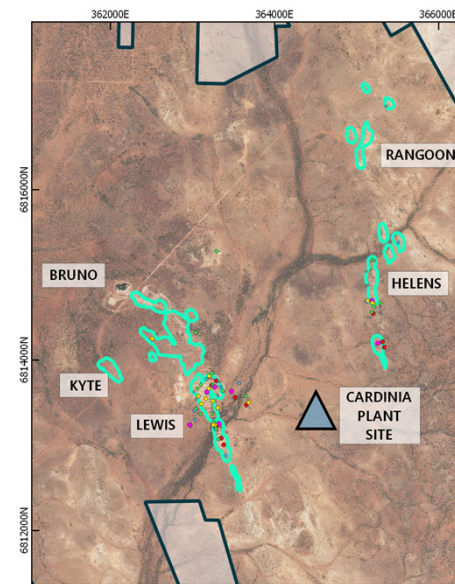 362000E
364000E
366000E
6816000N
6814000N
6812000N
RANGOON
BRUNO
HELENS
KYTE
LEWIS
CARDINIA
PLANT
SITE